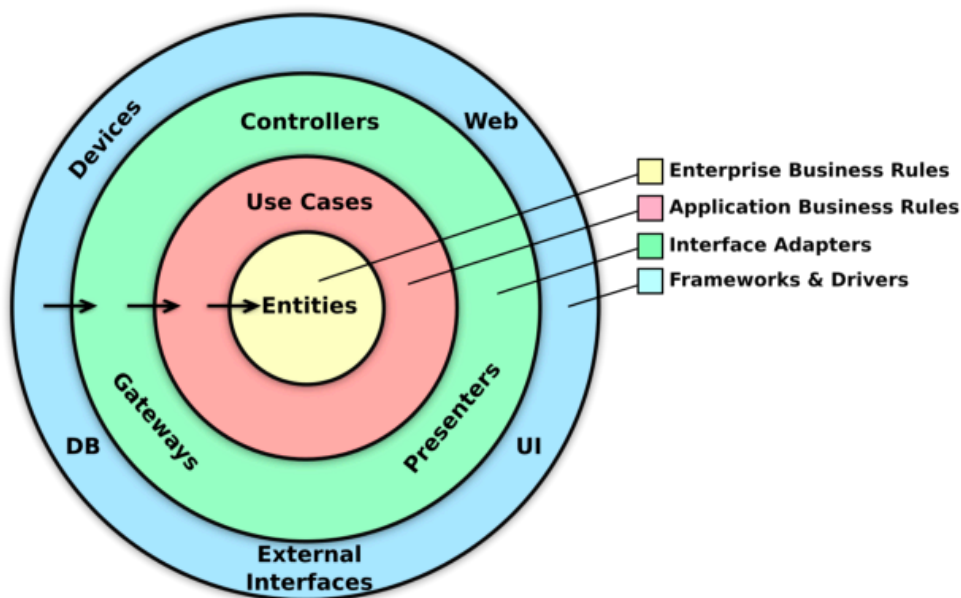 Devices
Controllers
Web
Use Cases
Entities
Gateways
Presenters
DB
UI
External
Interfaces
Enterprise Business Rules
Application Business Rules
Interface Adapters
Frameworks & Drivers